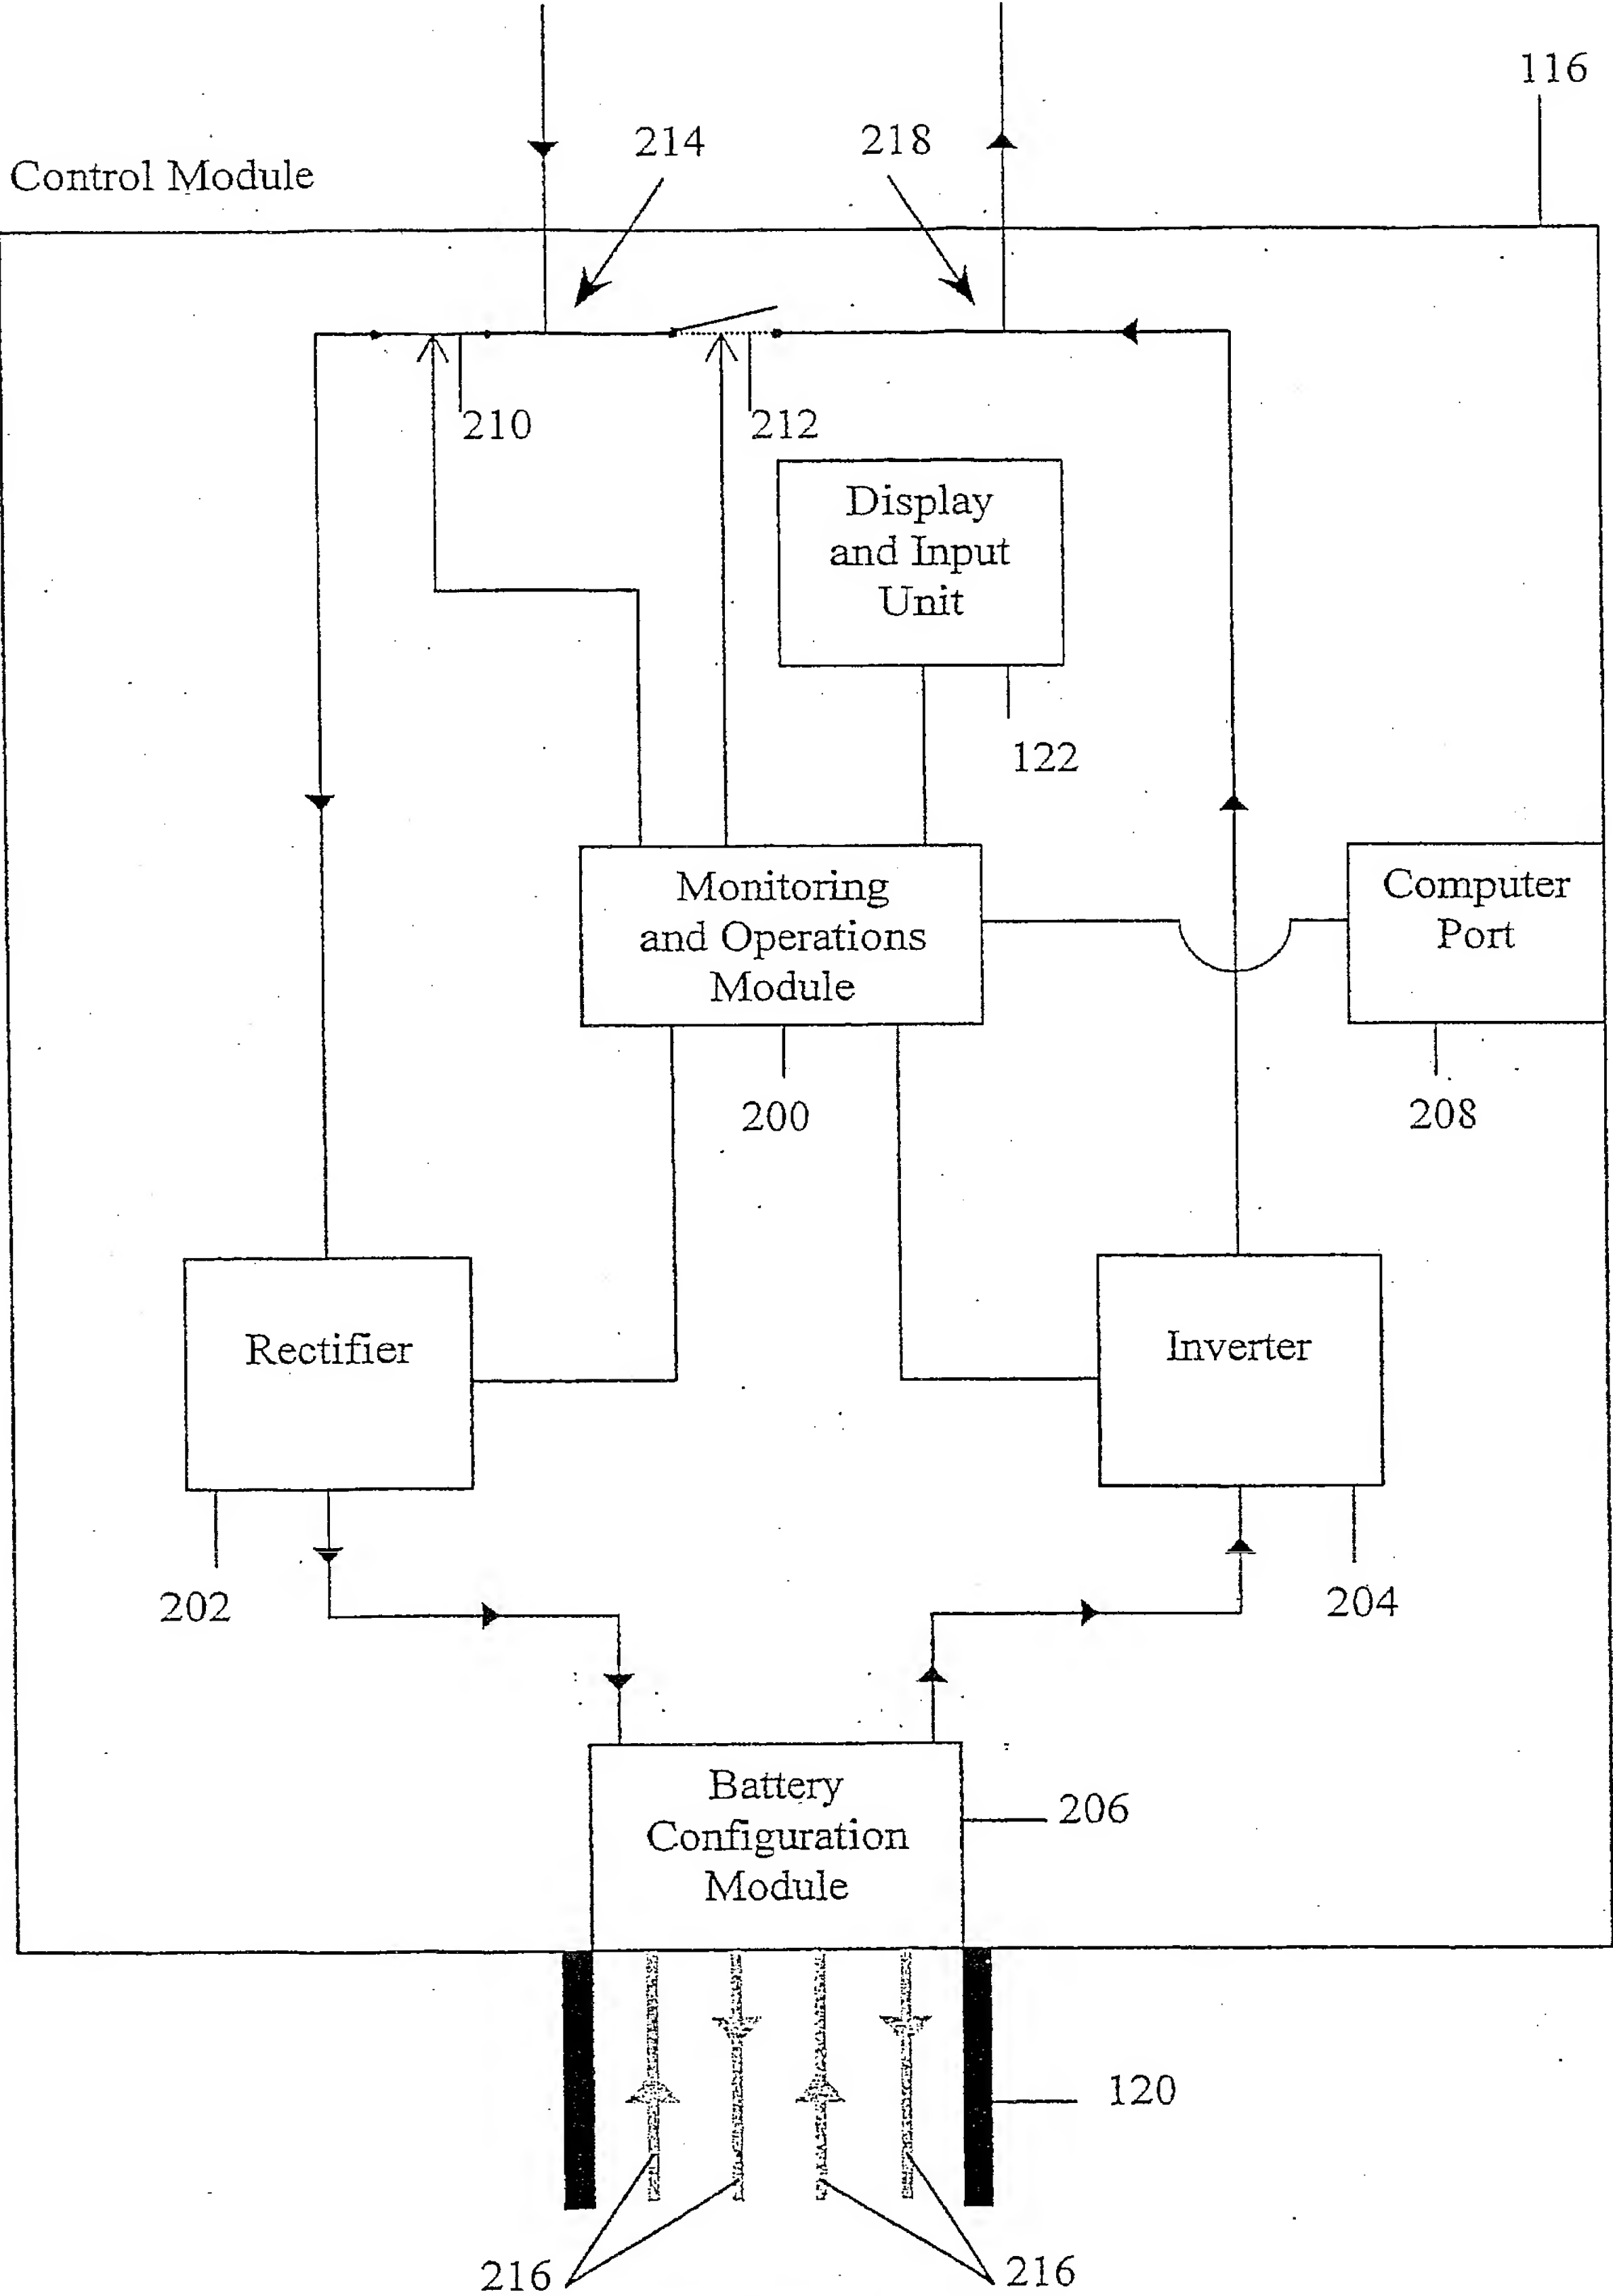 116
214
218
Control Module
210
212
Display
and Input
Unit
122
Monitoring
and Operations
Module
Computer
Port
200
208
Rectifier
Inverter
202
204
Battery
Configuration
Module
206
120
216
216